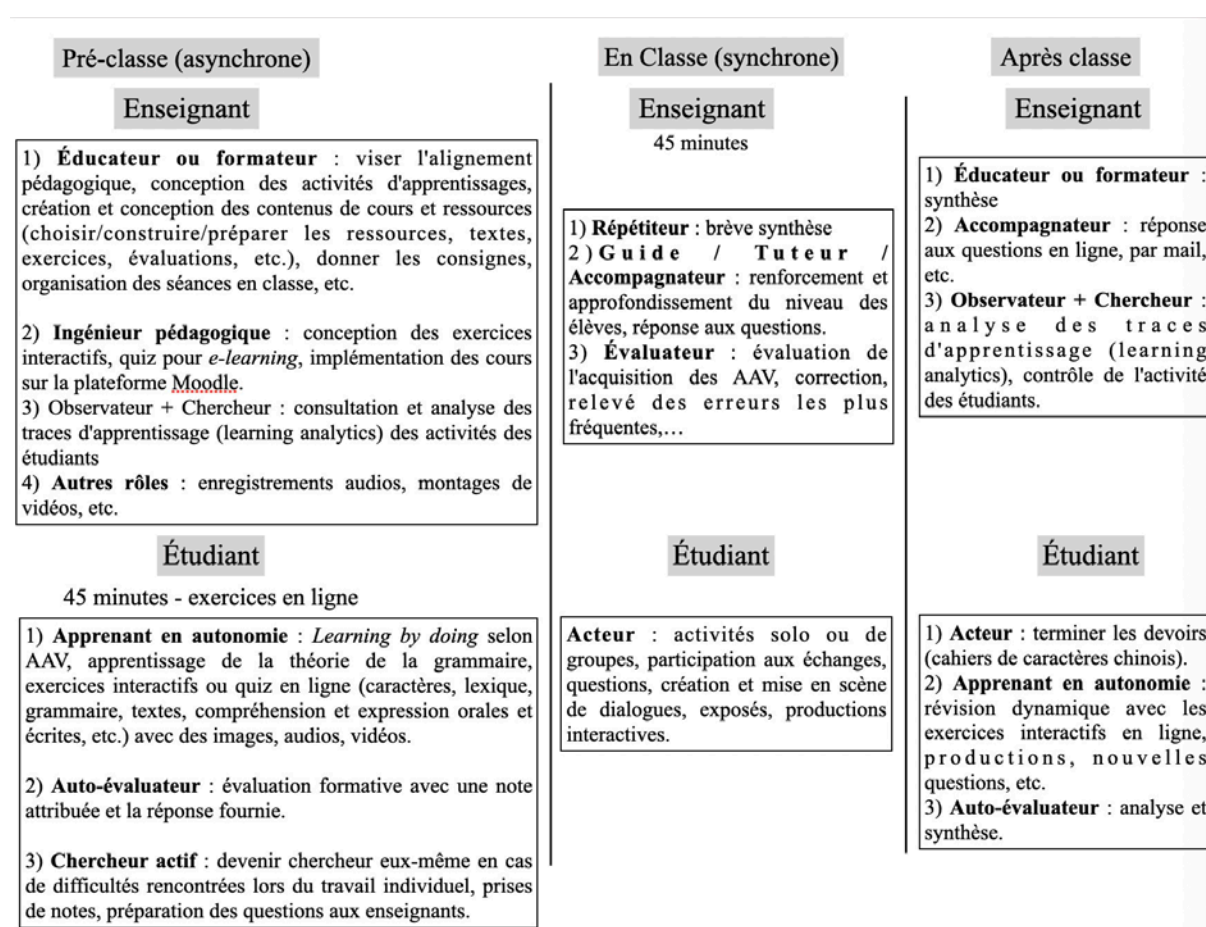 Pré-classe (asynchrone)
Enseignant
1) Éducateur ou formateur : viser l'alignement
pédagogique, conception des activités d'apprentissages,
création et conception des contenus de cours et ressources
(choisir/construire/préparer les ressources, textes,
exercices, évaluations, etc.), donner les consignes,
organisation des séances en classe, etc.
2) Ingénieur pédagogique : conception des exercices
interactifs, quiz pour e-learning, implémentation des cours
sur la plateforme Moodle.
3) Observateur + Chercheur : consultation et analyse des
traces d'apprentissage (learning analytics) des activités des
étudiants
4) Autres rôles : enregistrements audios, montages de
vidéos, etc.
Étudiant
45 minutes - exercices en ligne
1) Apprenant en autonomie : Learning by doing selon
AAV, apprentissage de la théorie de la grammaire,
exercices interactifs ou quiz en ligne (caractères, lexique,
grammaire, textes, compréhension et expression orales et
écrites, etc.) avec des images, audios, vidéos.
2) Auto-évaluateur : évaluation formative avec une note
attribuée et la réponse fournie.
3) Chercheur actif : devenir chercheur eux-même en cas
de difficultés rencontrées lors du travail individuel, prises
de notes, préparation des questions aux enseignants.
En Classe (synchrone)
Enseignant
45 minutes
1) Répétiteur : brève synthèse
2) Guide / Tuteur /
Accompagnateur : renforcement et
approfondissement du niveau des
élèves, réponse aux questions.
3) Évaluateur : évaluation de
l'acquisition des AAV, correction,
relevé des erreurs les plus
fréquentes,…
Étudiant
Acteur : activités solo ou de
groupes, participation aux échanges,
questions, création et mise en scène
de dialogues, exposés, productions
interactives.
Après classe
Enseignant
1) Éducateur ou formateur :
synthèse
2) Accompagnateur : réponse
aux questions en ligne, par mail,
etc.
3) Observateur + Chercheur :
analyse des traces
d'apprentissage (learning
analytics), contrôle de l'activité
des étudiants.
Étudiant
1) Acteur : terminer les devoirs
(cahiers de caractères chinois).
2) Apprenant en autonomie :
révision dynamique avec les
exercices interactifs en ligne,
productions, nouvelles
questions, etc.
3) Auto-évaluateur : analyse et
synthèse.